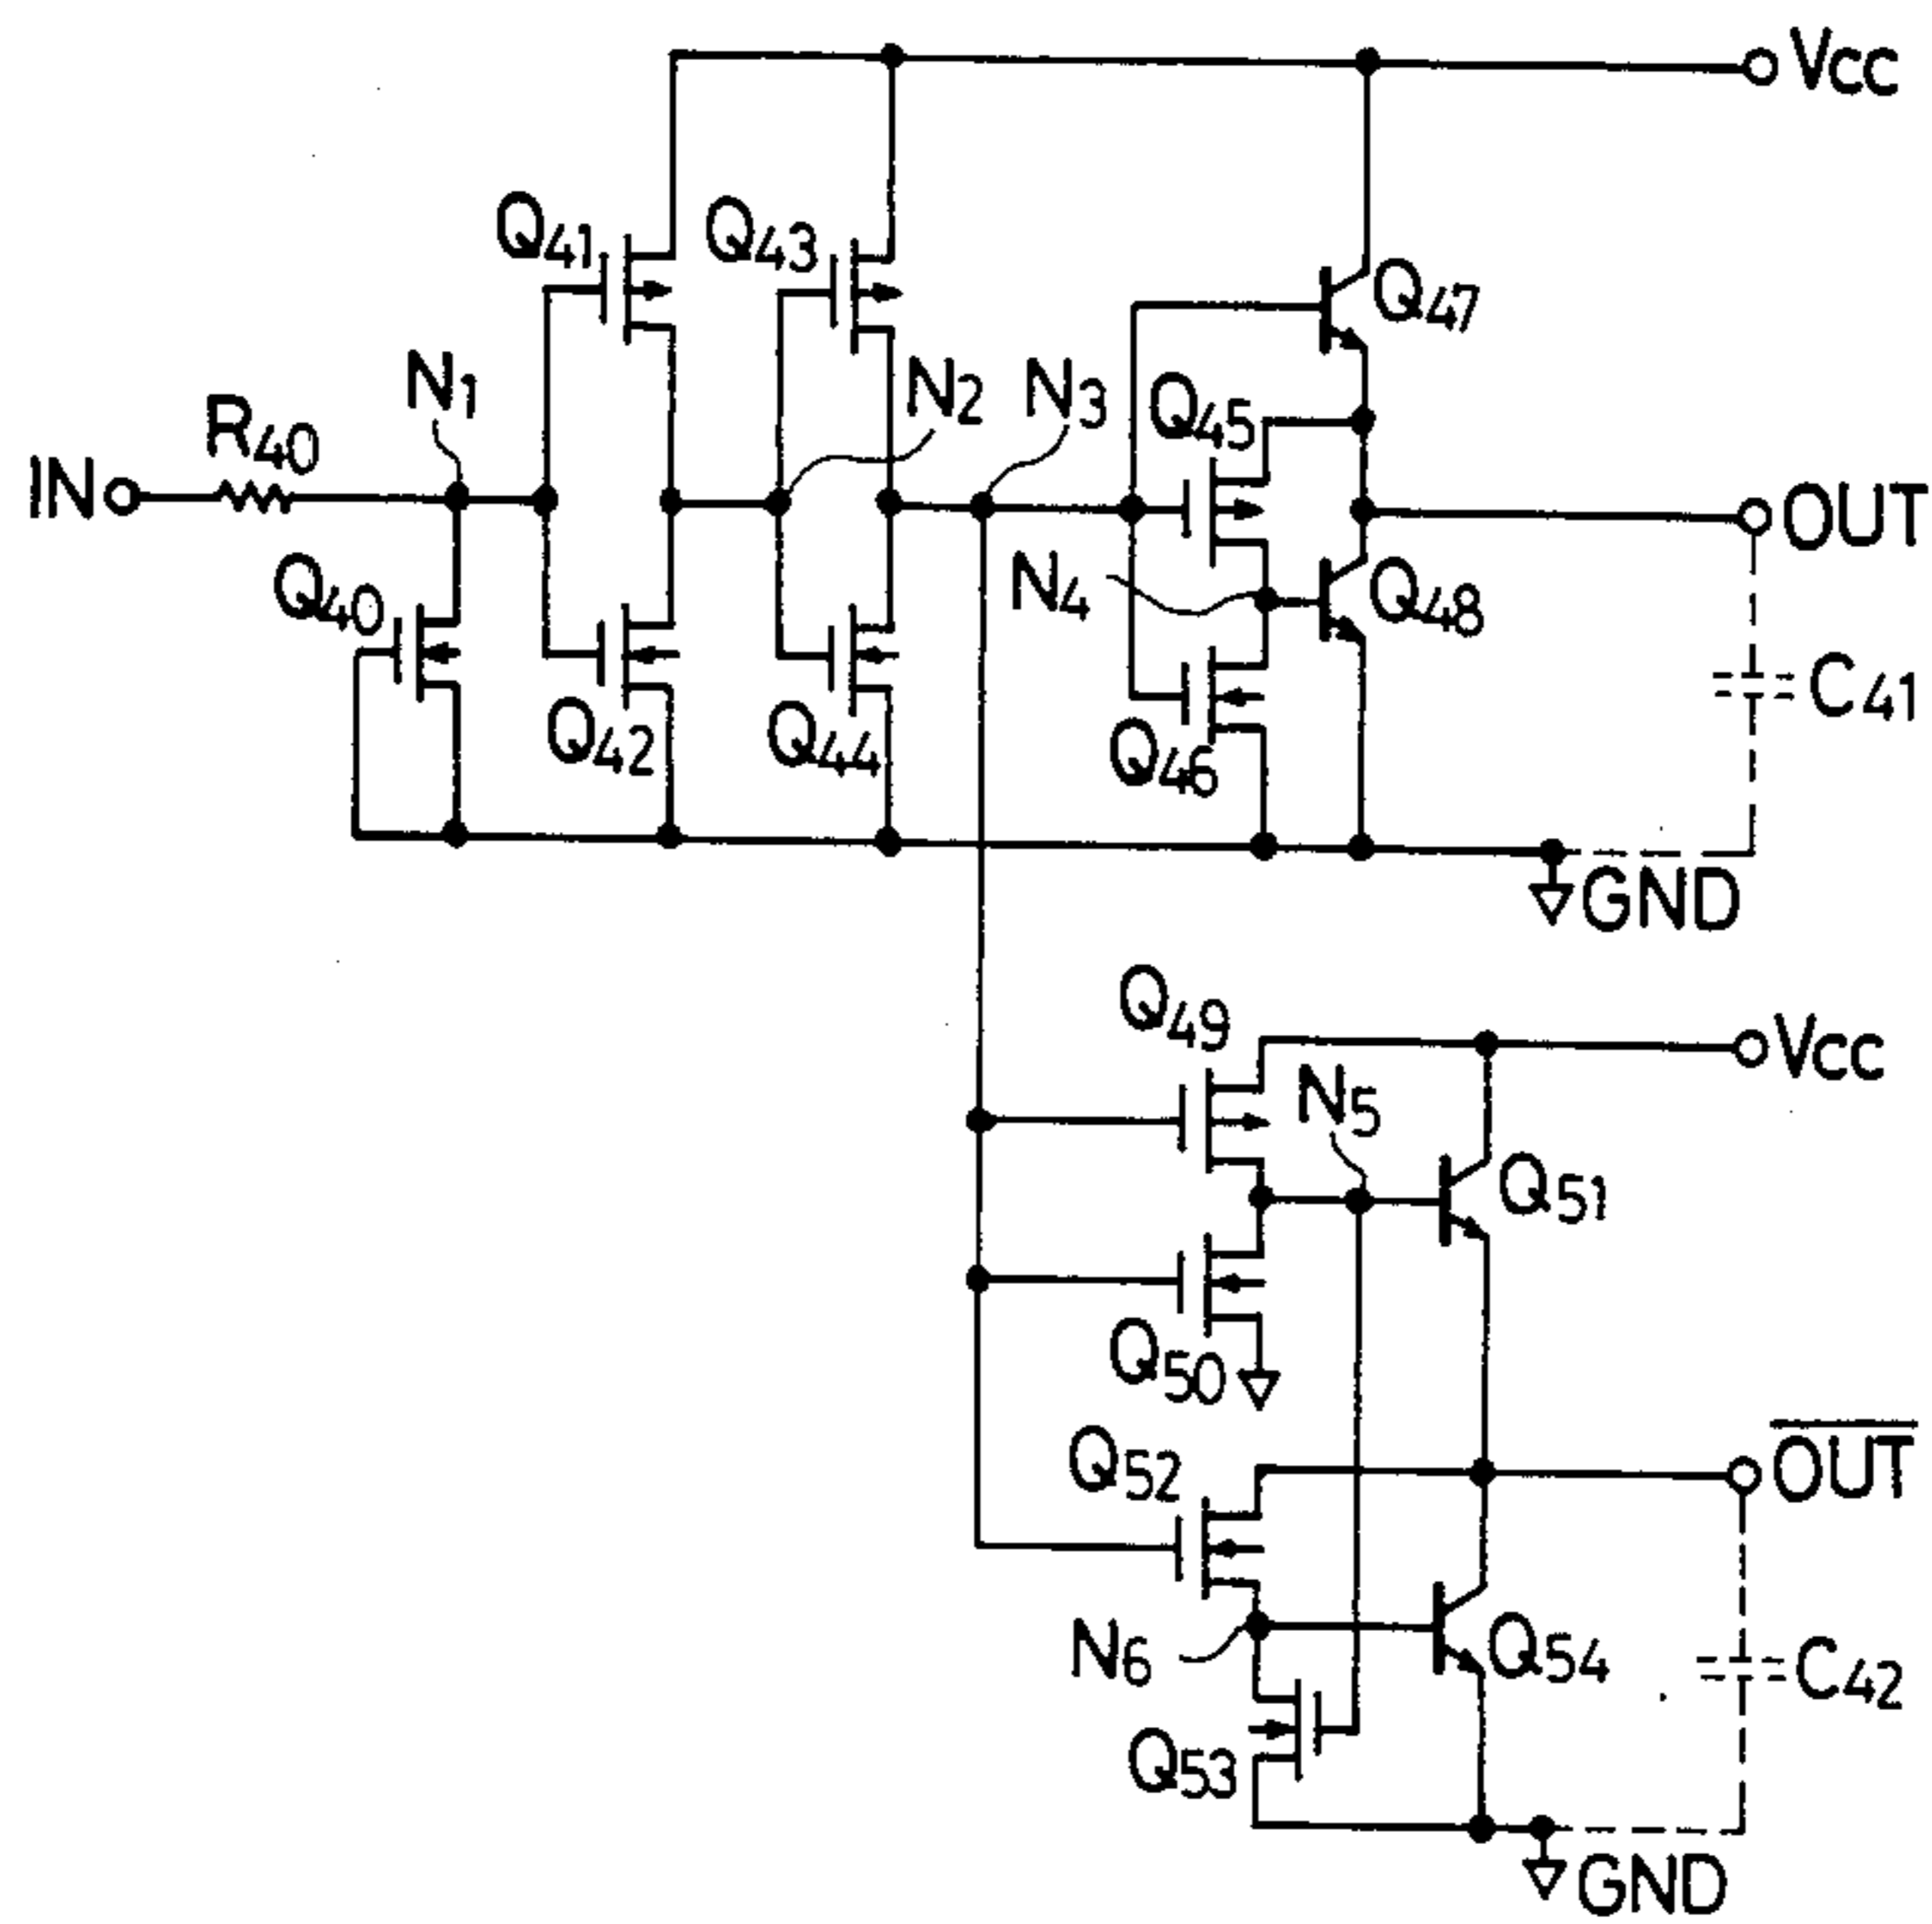 Vcc
Q41
Q43
Q47
N1
N2
N3
Q45
R40
IN
OUT
Q40
N4
Q48
C41
Q42
Q44
Q46
GND
Q49
Vcc
N5
Q51
Q50
OUT
Q52
N6
Q54
C42
Q53
GND